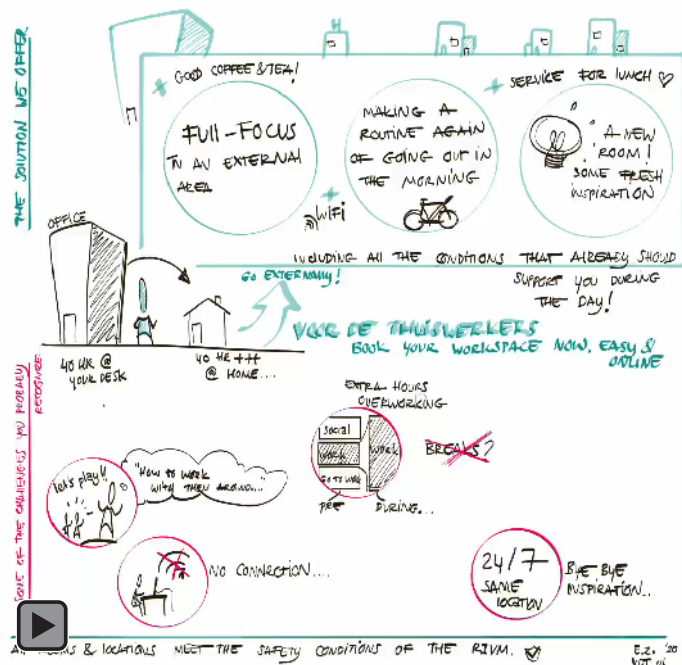 THE SOLUTION WE OFFER
H
GOOD COFFEE & TEA!
SERVICE FOR LUNCH
FULL-FOCUS
IN AN EXTERNAL
AREA
MAKING A
ROUTINE AGAIN
OF GOING OUT IN
THE MORNING
A NEW
ROOM!
SOME FRESH
INSPIRATION
WIFI
INCLUDING ALL THE CONDITIONS THAT ALREADY SHOULD
SUPPORT YOU DURING
THE DAY!
OFFICE
GO EXTERNALLY!
VOOR DE THUISWERKERS
BOOK YOUR WORKSPACE NOW. EASY &
ONLINE
40 HR @
YOUR DESK
40 HR +++
@ HOME....
SOME OF THE CHALLENGES YOU PROBABLY
RECOGNIZE
EXTRA HOURS
OVERWORKING
Social
WORK
GO TO WORK
WORK
PRE
DURING...
BREAKS?
let's play!!
"HOW TO WORK
WITH THEM AROUND..."
NO CONNECTION....
24/7
SAME
LOCATION
BYE BYE
INSPIRATION..
& LOCATIONS MEET THE SAFETY CONDITIONS OF THE RIVM.
E.Z. '20